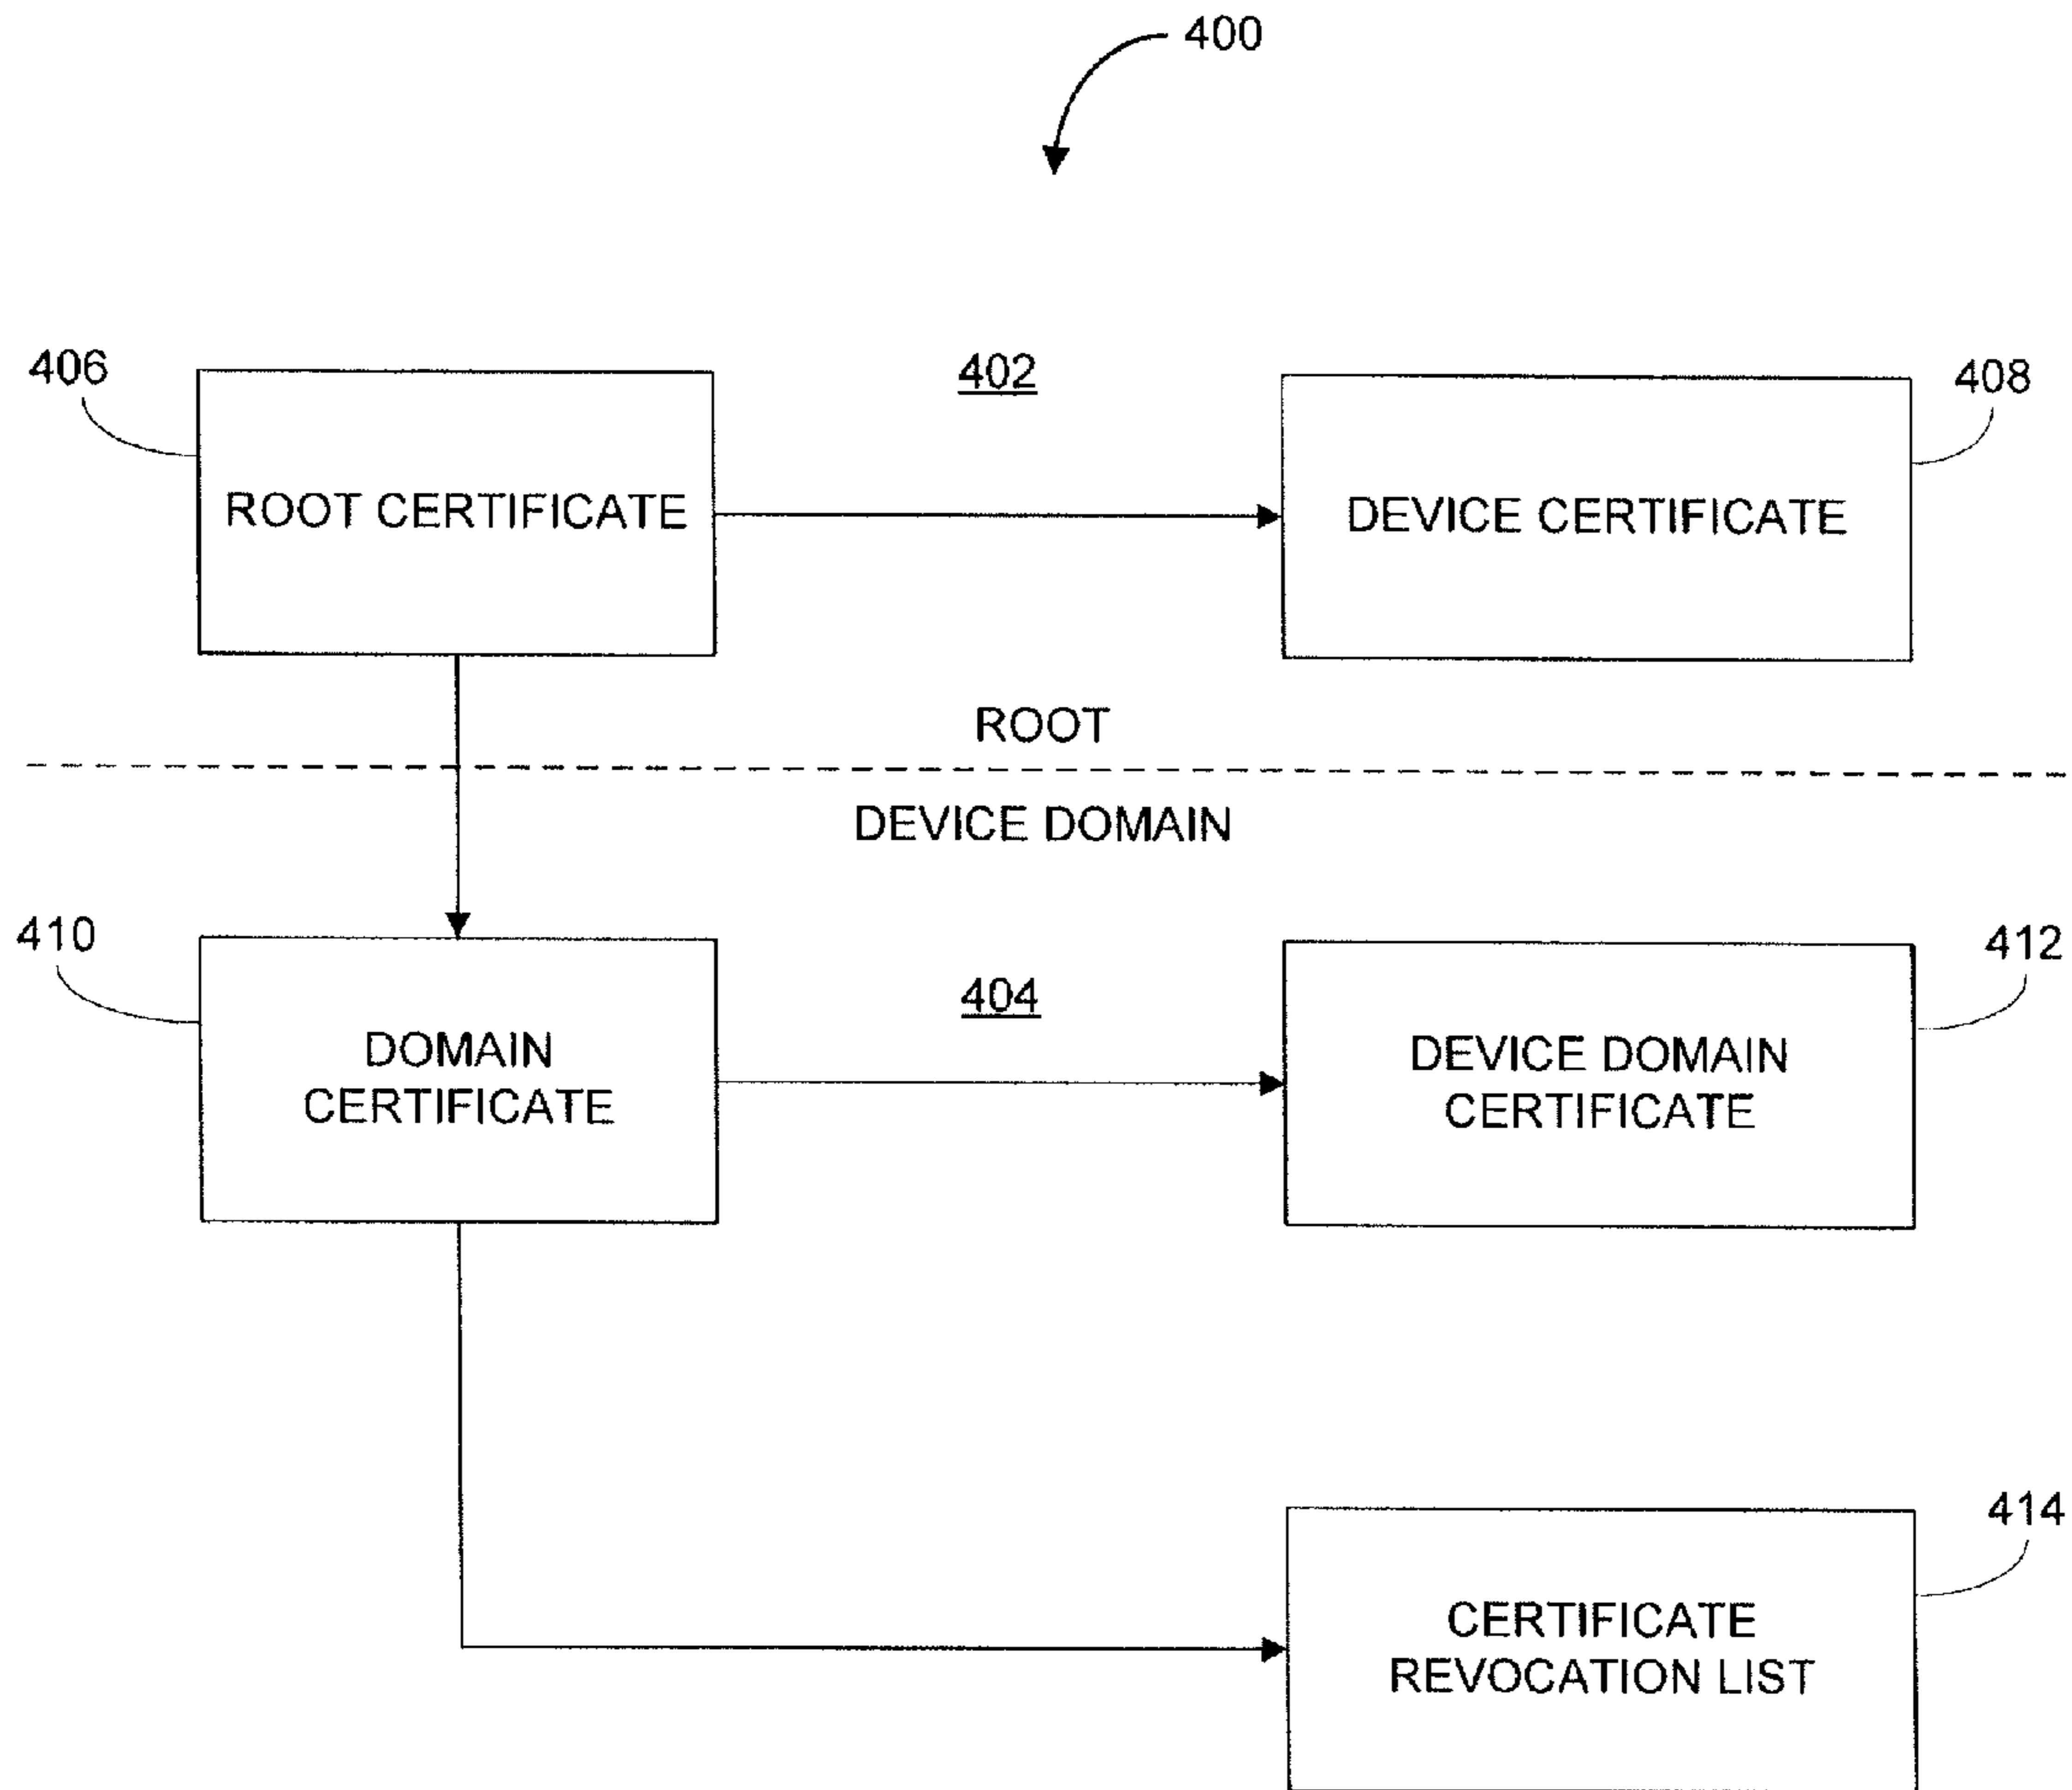 400
406
402
408
ROOT CERTIFICATE
DEVICE CERTIFICATE
ROOT
DEVICE DOMAIN
410
404
412
DOMAIN
CERTIFICATE
DEVICE DOMAIN
CERTIFICATE
414
CERTIFICATE
REVOCATION LIST